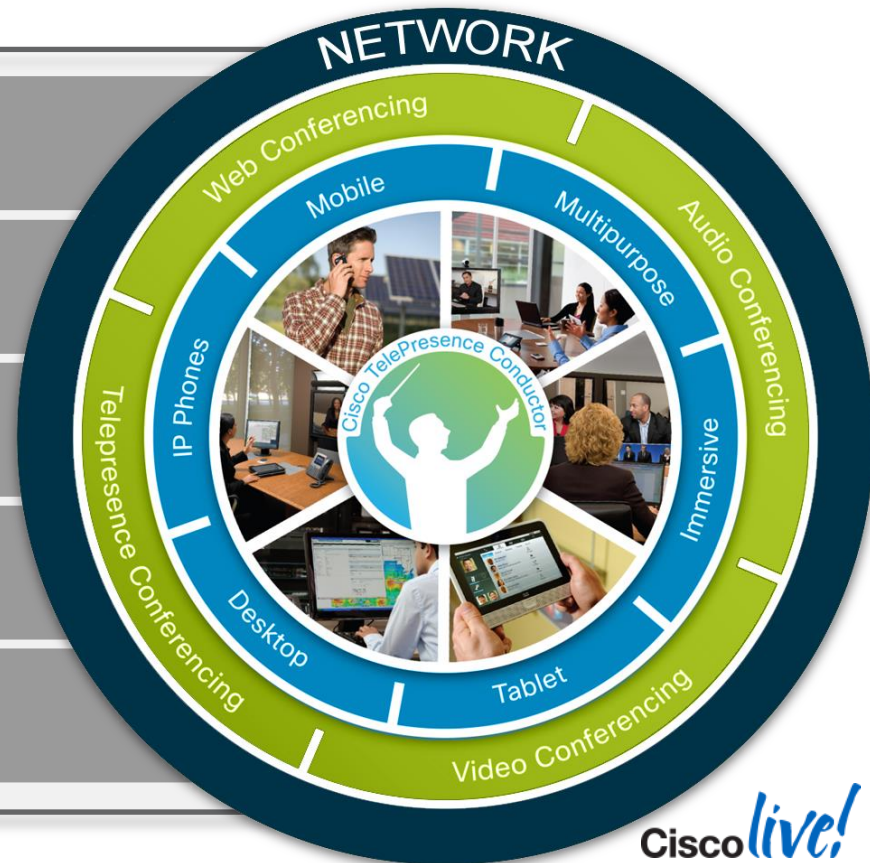 NETWORK
Web Conferencing
Audio Conferencing
Video Conferencing
Telepresence Conferencing
Mobile
Multipurpose
Immersive
Tablet
Desktop
IP Phones
Cisco TelePresence Conductor
Cisco live!